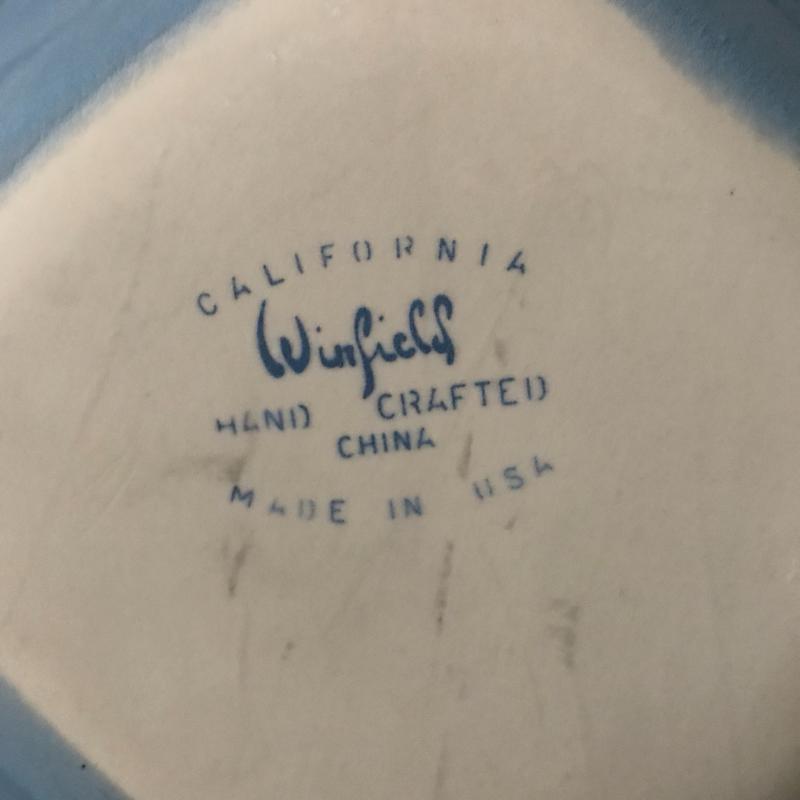 CALIFORNIA
Winfield
HAND CRAFTED
CHINA
MADE IN USA